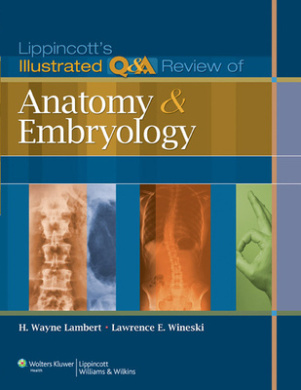 Lippincott's
Illustrated Q&A Review of
Anatomy &
Embryology
H. Wayne Lambert • Lawrence E. Wineski
Wolters Kluwer
Health
Lippincott
Williams & Wilkins